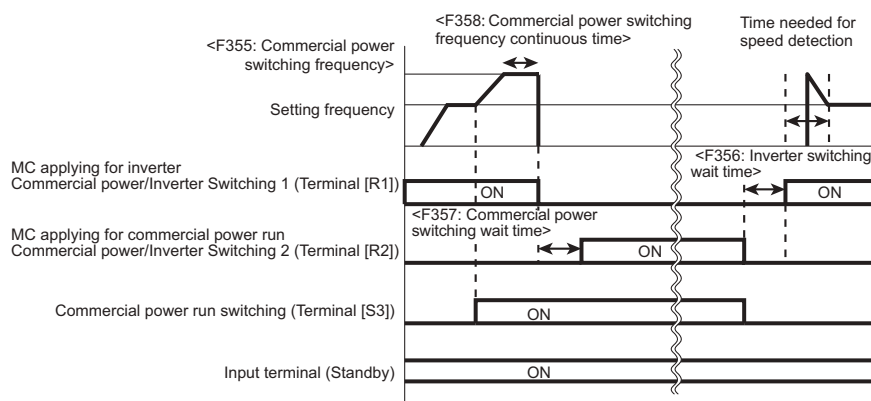 <F358: Commercial power switching
frequency continuous time>
Time needed for
speed detection
<F355: Commercial power
switching frequency>
Setting frequency
<F356: Inverter switching
wait time>
MC applying for inverter
Commercial power/Inverter Switching 1 (Terminal [R1])
ON
ON
<F357: Commercial power
switching wait time>
MC applying for commercial power run
Commercial power/Inverter Switching 2 (Terminal [R2])
ON
Commercial power run switching (Terminal [S3])
ON
Input terminal (Standby)
ON